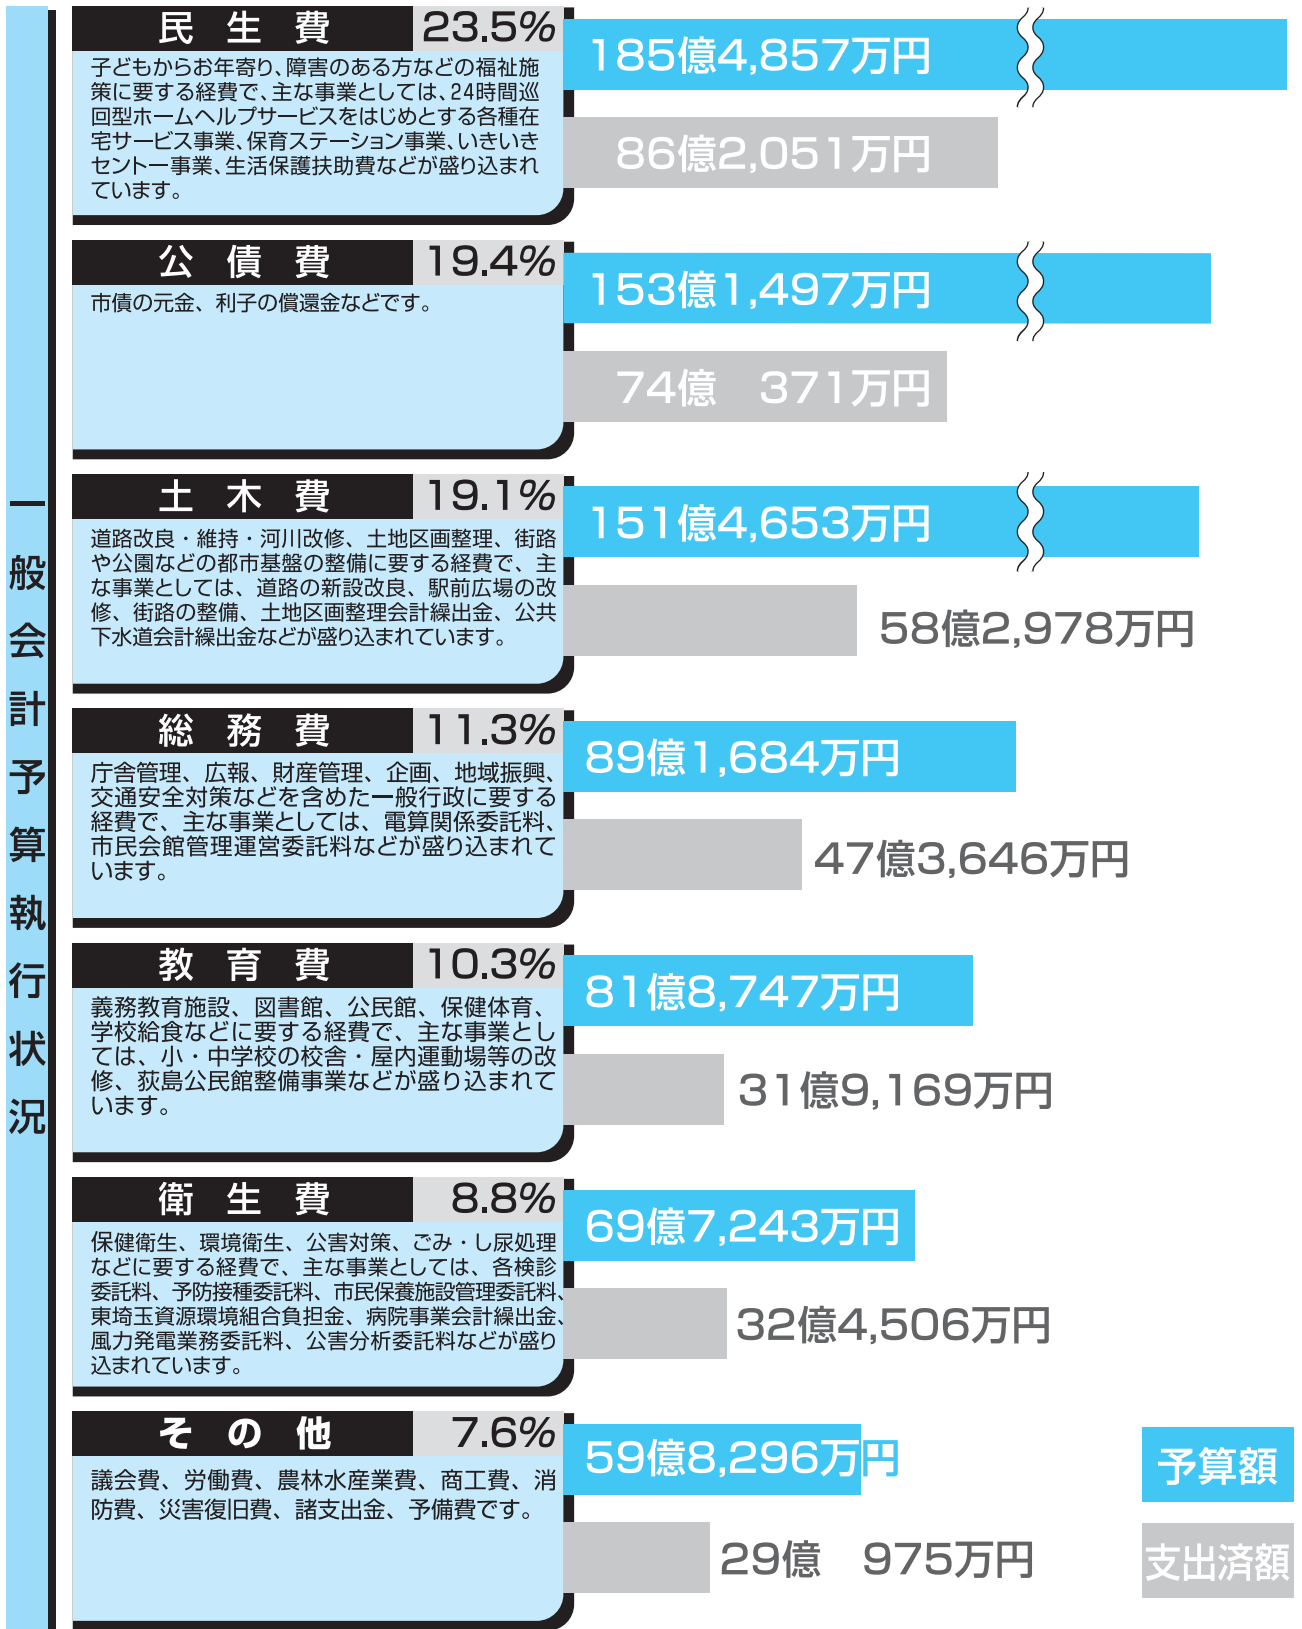 一般会計予算執行状況
民生費 23.5%
子どもからお年寄り、障害のある方などの福祉施
策に要する経費で、主な事業としては、24時間巡
回型ホームヘルプサービスをはじめとする各種在
宅サービス事業、保育ステーション事業、いきいき
セントー事業、生活保護扶助費などが盛り込まれ
ています。
185億4,857万円
86億2,051万円
公債費 19.4%
市債の元金、利子の償還金などです。
153億1,497万円
74億　371万円
土木費 19.1%
道路改良・維持・河川改修、土地区画整理、街路
や公園などの都市基盤の整備に要する経費で、主
な事業としては、道路の新設改良、駅前広場の改
修、街路の整備、土地区画整理会計繰出金、公共
下水道会計繰出金などが盛り込まれています。
151億4,653万円
58億2,978万円
総務費 11.3%
庁舎管理、広報、財産管理、企画、地域振興、
交通安全対策などを含めた一般行政に要する
経費で、主な事業としては、電算関係委託料、
市民会館管理運営委託料などが盛り込まれて
います。
89億1,684万円
47億3,646万円
教育費 10.3%
義務教育施設、図書館、公民館、保健体育、
学校給食などに要する経費で、主な事業とし
ては、小・中学校の校舎・屋内運動場等の改
修、荻島公民館整備事業などが盛り込まれて
います。
81億8,747万円
31億9,169万円
衛生費 8.8%
保健衛生、環境衛生、公害対策、ごみ・し尿処理
などに要する経費で、主な事業としては、各検診
委託料、予防接種委託料、市民保養施設管理委託料、
東埼玉資源環境組合負担金、病院事業会計繰出金、
風力発電業務委託料、公害分析委託料などが盛り
込まれています。
69億7,243万円
32億4,506万円
その他 7.6%
議会費、労働費、農林水産業費、商工費、消
防費、災害復旧費、諸支出金、予備費です。
59億8,296万円
29億　975万円
予算額
支出済額